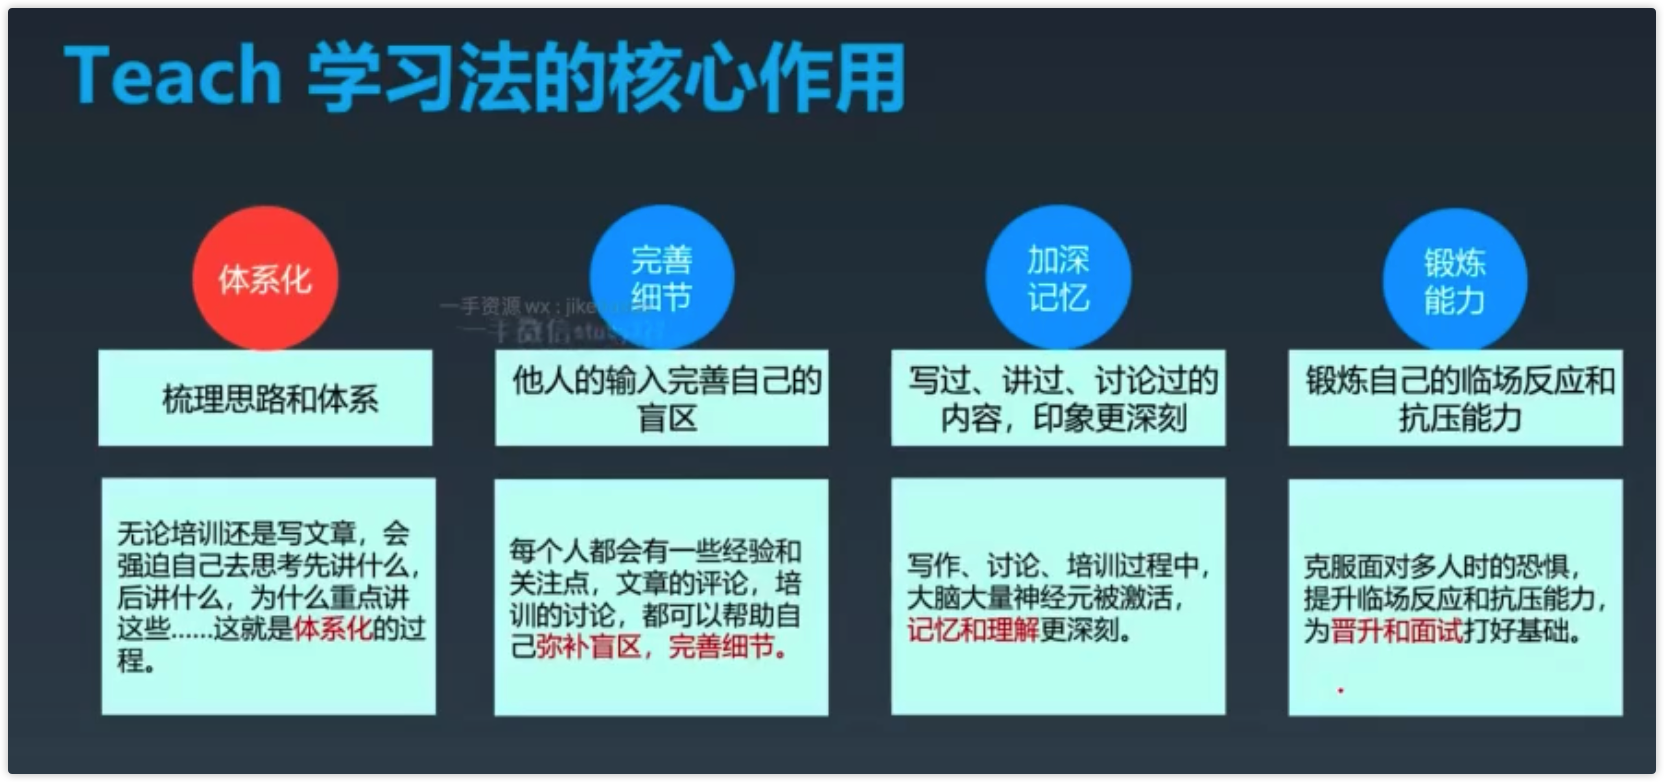 Teach 学习法的核心作用
体系化
梳理思路和体系
无论培训还是写文章，会
强迫自己去思考先讲什么，
后讲什么，为什么重点讲
这些……这就是体系化的过
程。
完善
细节
一手资源 wx : jike
一手微信
他人的输入完善自己的
盲区
每个人都会有一些经验和
关注点，文章的评论，培
训的讨论，都可以帮助自
己弥补盲区，完善细节。
加深
记忆
写过、讲过、讨论过的
内容，印象更深刻
写作、讨论、培训过程中，
大脑大量神经元被激活，
记忆和理解更深刻。
锻炼
能力
锻炼自己的临场反应和
抗压能力
克服面对多人时的恐惧，
提升临场反应和抗压能力，
为晋升和面试打好基础。